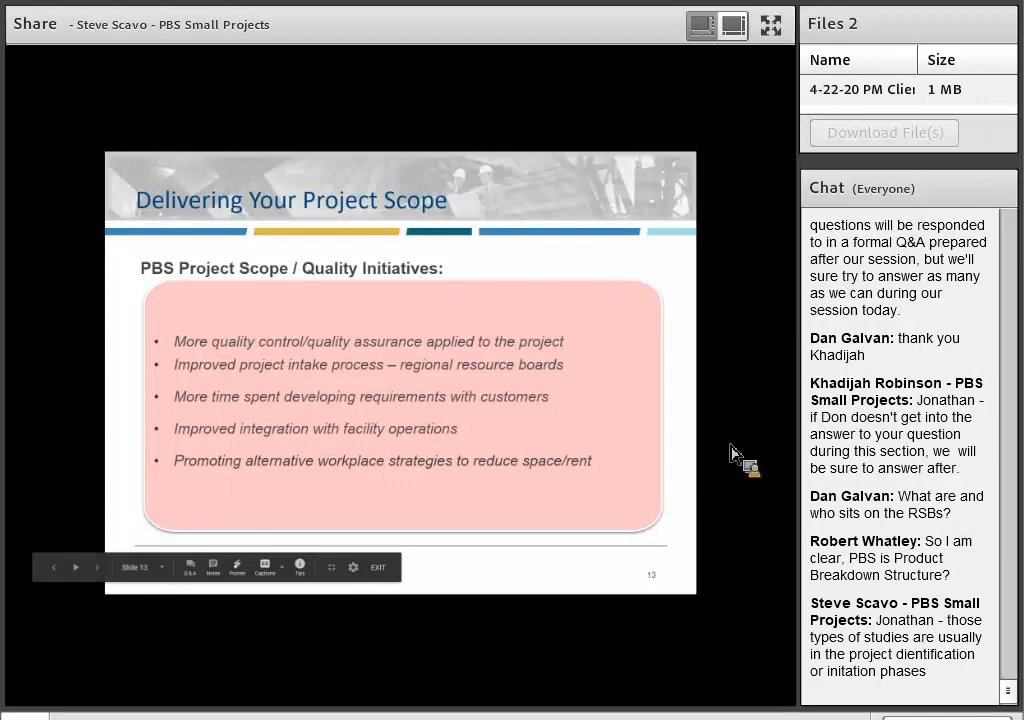 Share - Steve Scavo - PBS Small Projects
Delivering Your Project Scope
PBS Project Scope / Quality Initiatives:
• More quality control/quality assurance applied to the project
• Improved project intake process – regional resource boards
• More time spent developing requirements with customers
• Improved integration with facility operations
• Promoting alternative workplace strategies to reduce space/rent
13
Slide 13 Q&A Notes Pointer Captions Tips EXIT
Files 2
Name Size
4-22-20 PM Clier 1 MB
Download File(s)
Chat (Everyone)
questions will be responded
to in a formal Q&A prepared
after our session, but we'll
sure try to answer as many
as we can during our
session today.
Dan Galvan: thank you
Khadijah
Khadijah Robinson - PBS
Small Projects: Jonathan -
if Don doesn't get into the
answer to your question
during this section, we will
be sure to answer after.
Dan Galvan: What are and
who sits on the RSBs?
Robert Whatley: So I am
clear, PBS is Product
Breakdown Structure?
Steve Scavo - PBS Small
Projects: Jonathan - those
types of studies are usually
in the project dientification
or initation phases